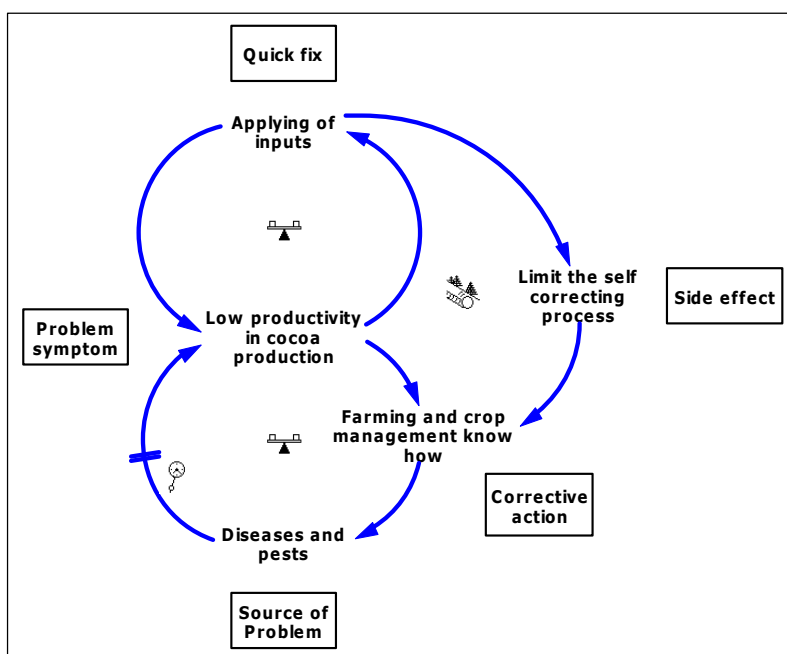 Quick fix
Applying of
inputs
Limit the self
correcting
process
Side effect
Problem
symptom
Low productivity
in cocoa
production
Farming and crop
management know
how
Corrective
action
Diseases and
pests
Source of
Problem